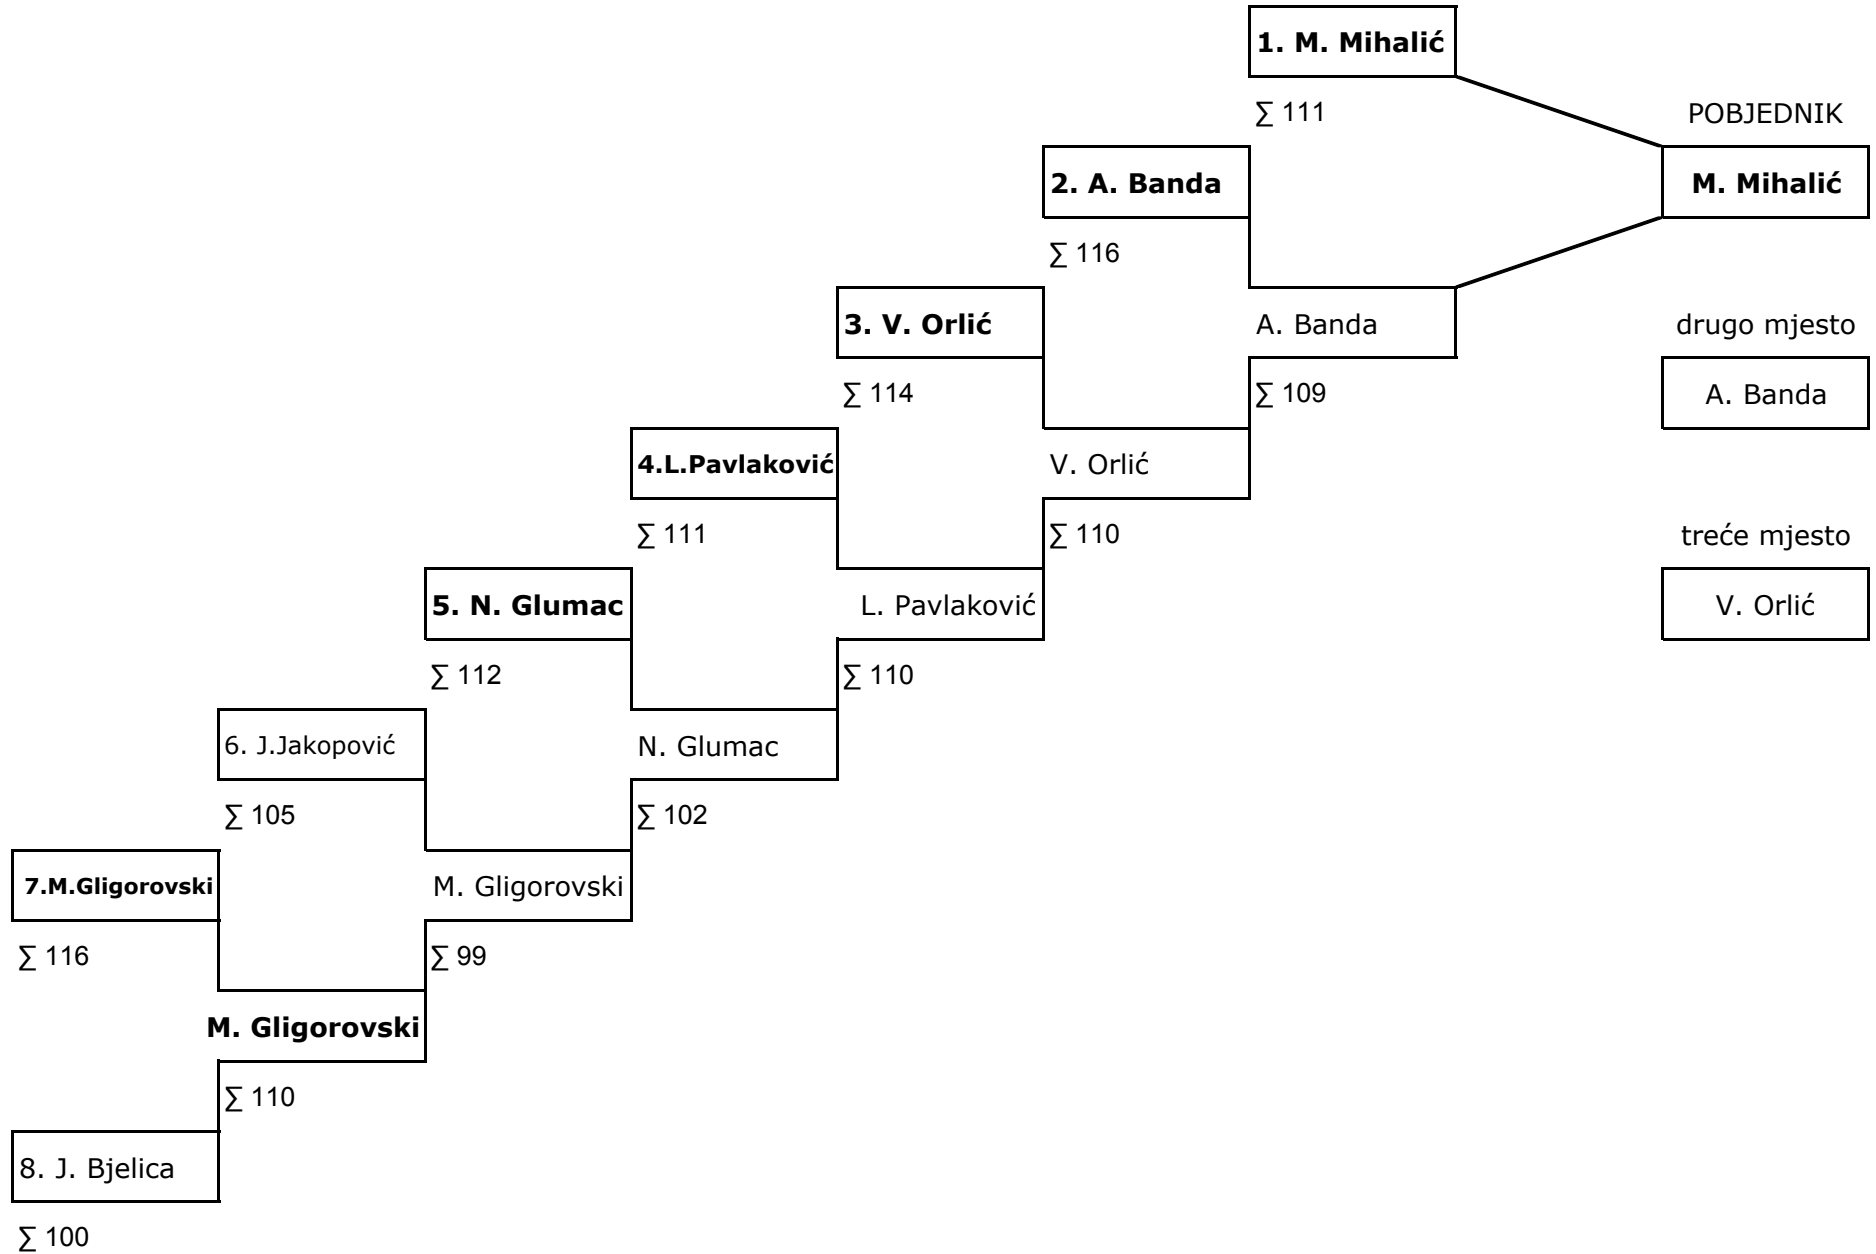 1. M. Mihalić
∑ 111
POBJEDNIK
2. A. Banda
M. Mihalić
∑ 116
3. V. Orlić
A. Banda
drugo mjesto
∑ 114
∑ 109
A. Banda
4.L.Pavlaković
V. Orlić
∑ 111
∑ 110
treće mjesto
5. N. Glumac
L. Pavlaković
V. Orlić
∑ 112
∑ 110
6. J.Jakopović
N. Glumac
∑ 105
∑ 102
7.M.Gligorovski
M. Gligorovski
∑ 116
∑ 99
M. Gligorovski
∑ 110
8. J. Bjelica
∑ 100